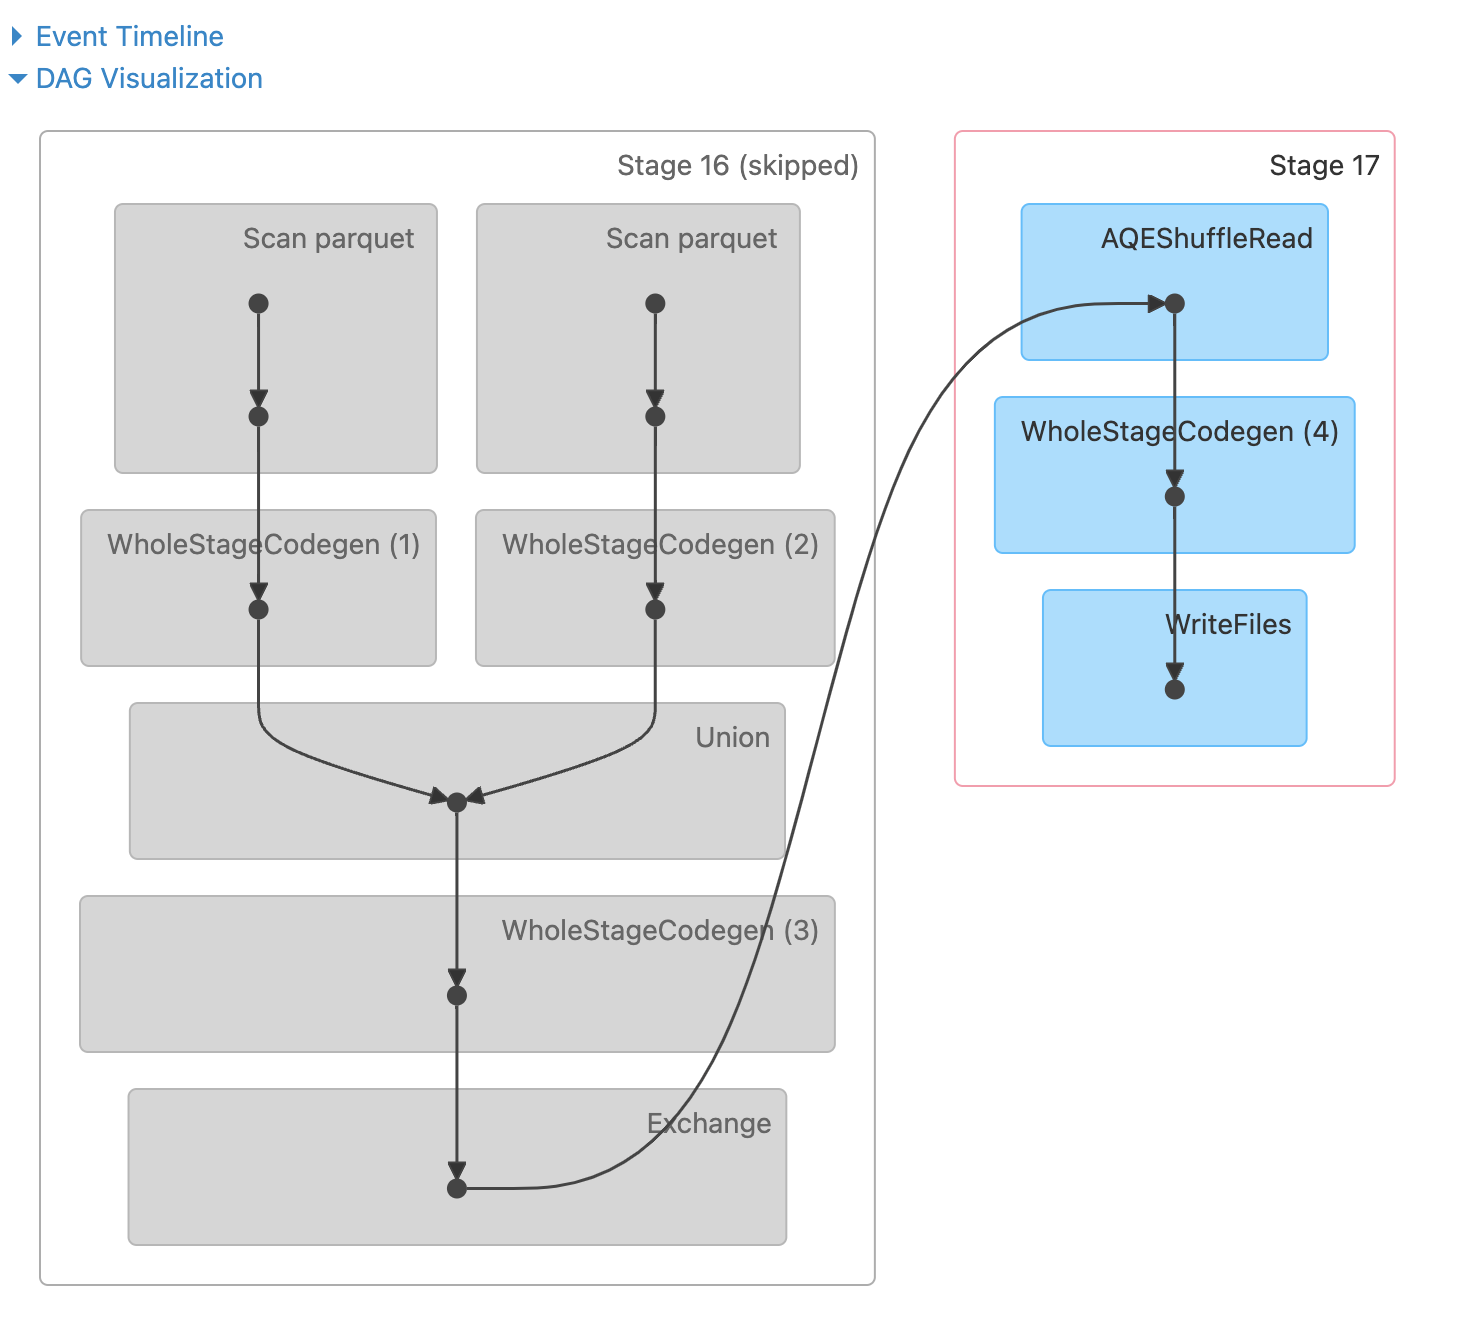 Event Timeline
DAG Visualization
Stage 16 (skipped)
Scan parquet
Scan parquet
WholeStageCodegen (1)
WholeStageCodegen (2)
Union
WholeStageCodegen (3)
Exchange
Stage 17
AQEShuffleRead
WholeStageCodegen (4)
WriteFiles